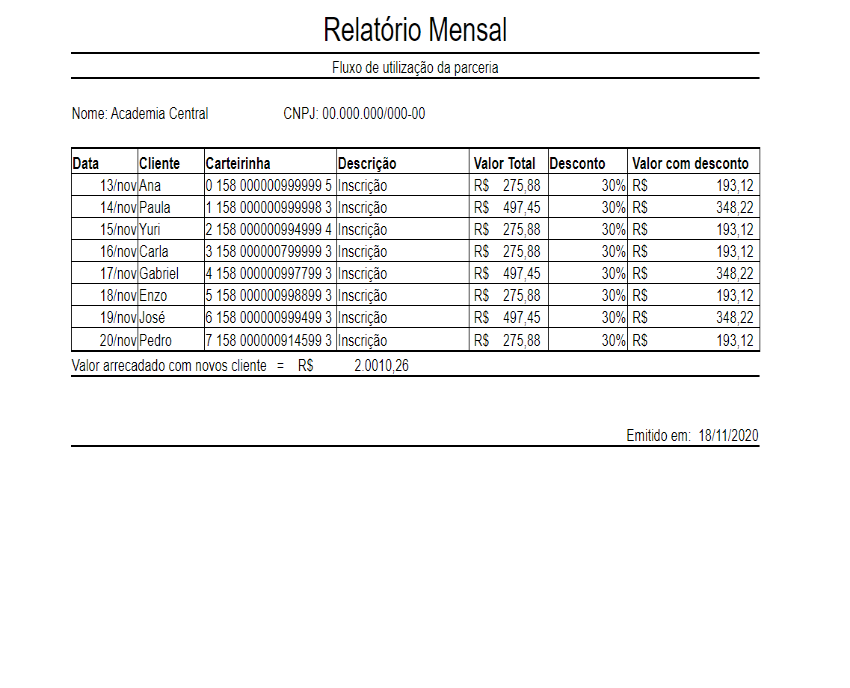 Relatório Mensal
Fluxo de utilização da parceria
Nome: Academia Central CNPJ: 00.000.000/000-00
Data Cliente Carteirinha Descrição Valor Total Desconto Valor com desconto
13/nov Ana 0 158 000000999999 5 Inscrição R$ 275,88 30% R$ 193,12
14/nov Paula 1 158 000000999998 3 Inscrição R$ 497,45 30% R$ 348,22
15/nov Yuri 2 158 000000994999 4 Inscrição R$ 275,88 30% R$ 193,12
16/nov Carla 3 158 000000799999 3 Inscrição R$ 275,88 30% R$ 193,12
17/nov Gabriel 4 158 000000997799 3 Inscrição R$ 497,45 30% R$ 348,22
18/nov Enzo 5 158 000000998899 3 Inscrição R$ 275,88 30% R$ 193,12
19/nov José 6 158 000000999499 3 Inscrição R$ 497,45 30% R$ 348,22
20/nov Pedro 7 158 000000914599 3 Inscrição R$ 275,88 30% R$ 193,12
Valor arrecadado com novos cliente = R$ 2.0010,26
Emitido em: 18/11/2020